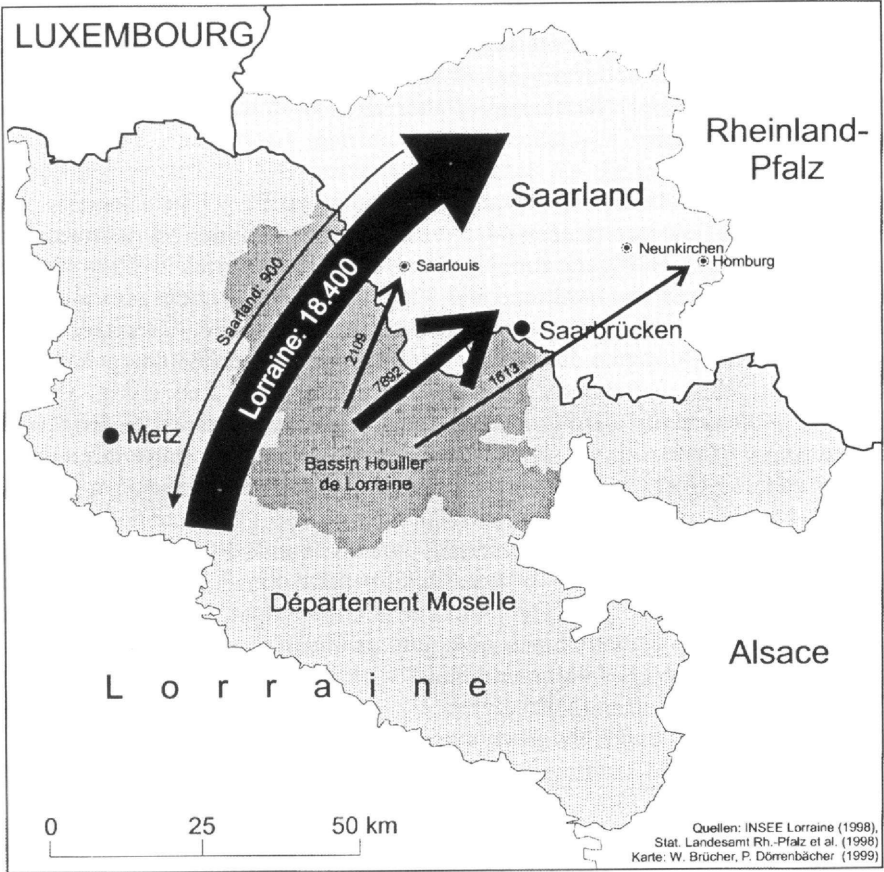 LUXEMBOURG
Rheinland-
Pfalz
Saarland
Neunkirchen
Homburg
Saarlouis
Saarland: 900
Lorraine: 18.400
Saarbrücken
2109
7892
1613
Metz
Bassin Houiller
de Lorraine
Département Moselle
Alsace
Lorraine
0 25 50 km
Quellen: INSEE Lorraine (1998),
Stat. Landesamt Rh.-Pfalz et al. (1998)
Karte: W. Brücher, P. Dörrenbächer (1999)